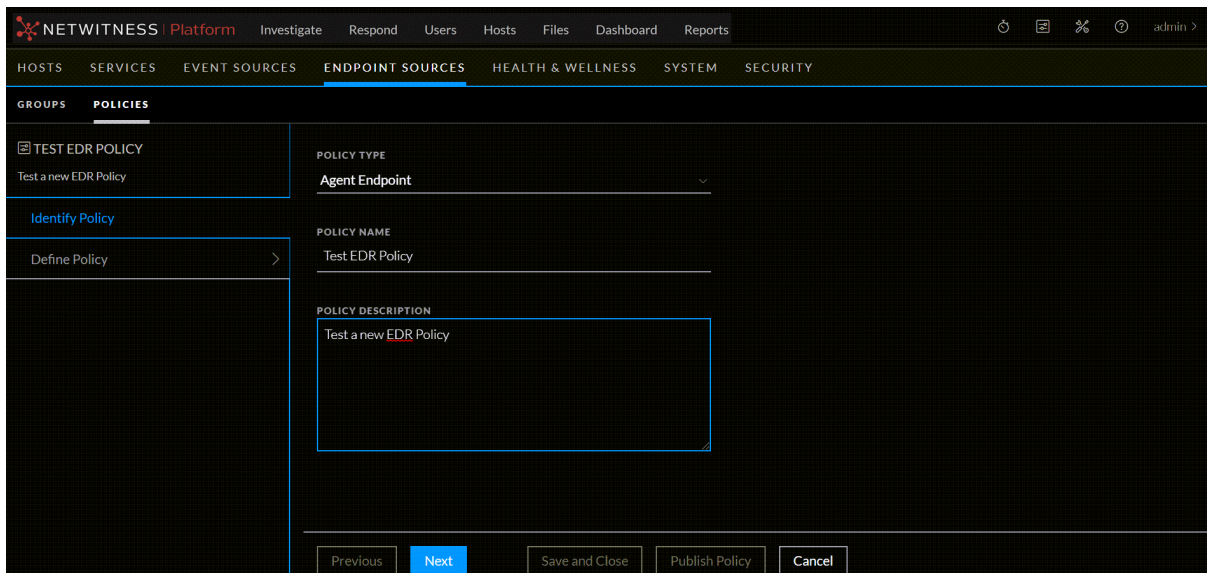 NETWITNESS | Platform Investigate Respond Users Hosts Files Dashboard Reports admin >
HOSTS SERVICES EVENT SOURCES ENDPOINT SOURCES HEALTH & WELLNESS SYSTEM SECURITY
GROUPS POLICIES
TEST EDR POLICY
Test a new EDR Policy
Identify Policy
Define Policy
POLICY TYPE
Agent Endpoint
POLICY NAME
Test EDR Policy
POLICY DESCRIPTION
Test a new EDR Policy
Previous Next Save and Close Publish Policy Cancel